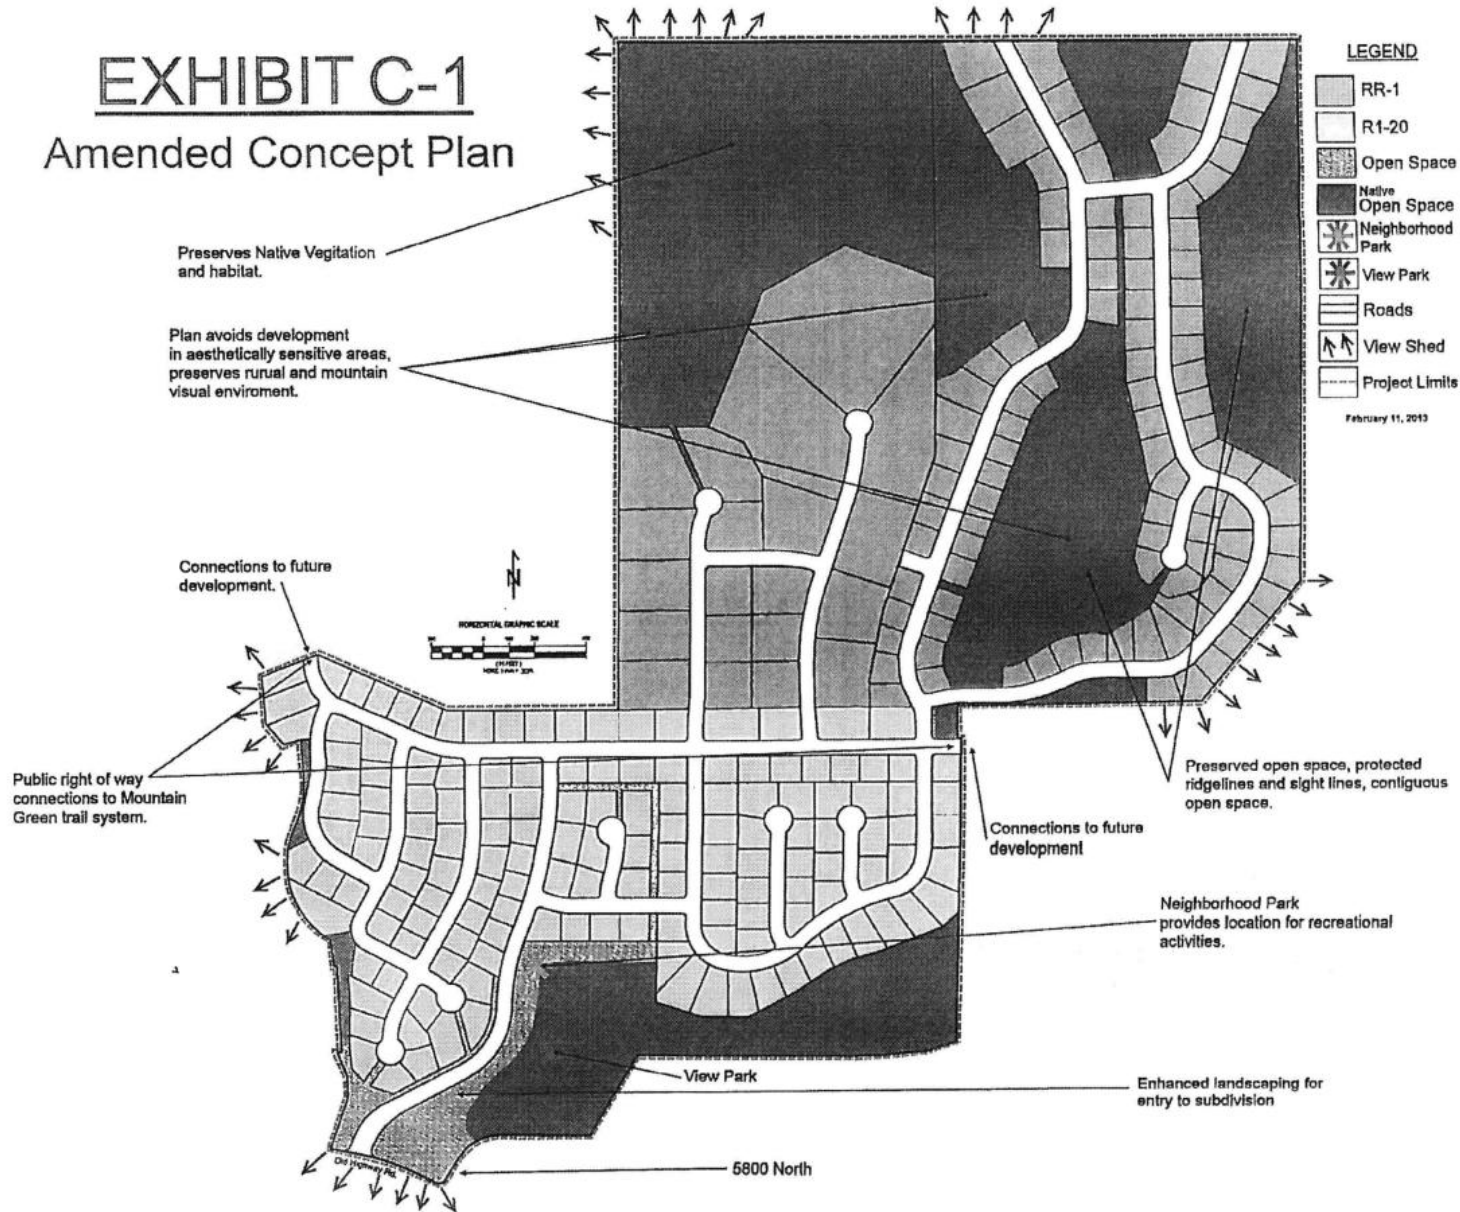 EXHIBIT C-1
Amended Concept Plan
LEGEND
RR-1
R1-20
Open Space
Native
Open Space
Neighborhood
Park
View Park
Roads
View Shed
Project Limits
February 11, 2013
Preserves Native Vegitation
and habitat.
Plan avoids development
in aesthetically sensitive areas,
preserves rurual and mountain
visual enviroment.
Connections to future
development.
N
HORIZONTAL GRAPHIC SCALE
Public right of way
connections to Mountain
Green trail system.
Preserved open space, protected
ridgelines and sight lines, contiguous
open space.
Connections to future
development
Neighborhood Park
provides location for recreational
activities.
View Park
Enhanced landscaping for
entry to subdivision
Old Highway Rd.
5800 North